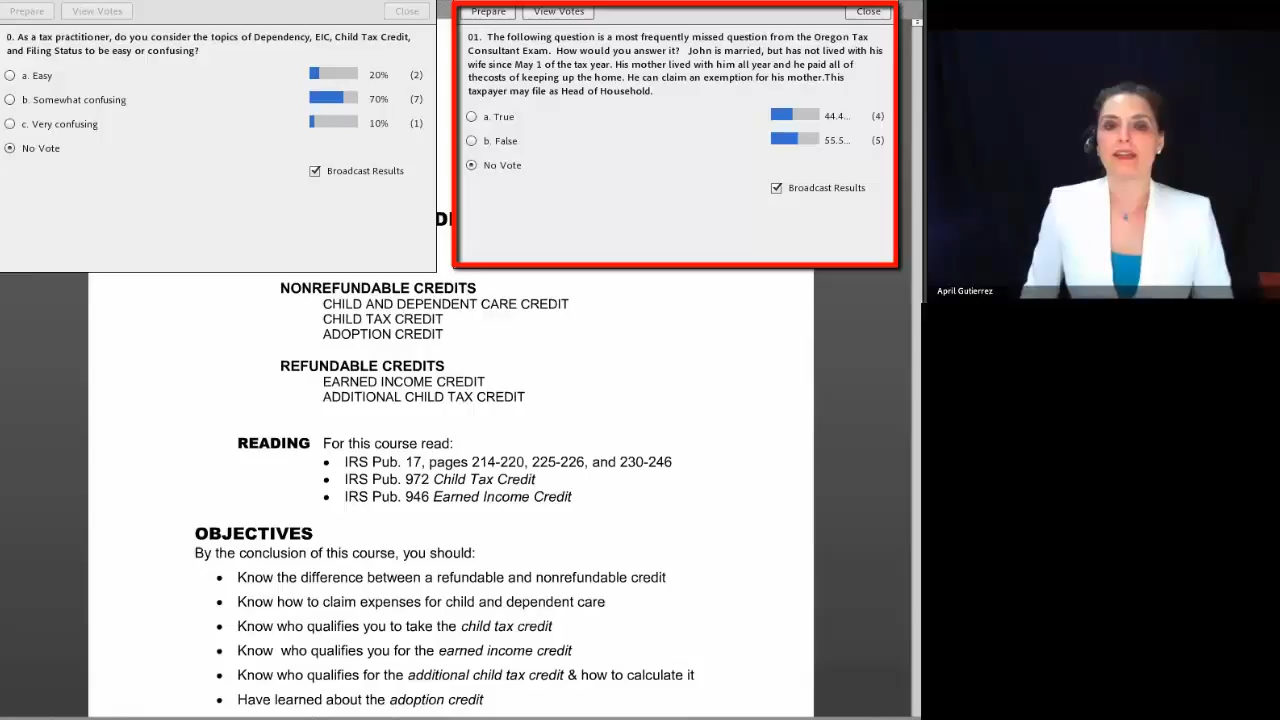 Prepare View Votes Close
0. As a tax practitioner, do you consider the topics of Dependency, EIC, Child Tax Credit,
and Filing Status to be easy or confusing?
a. Easy 20% (2)
b. Somewhat confusing 70% (7)
c. Very confusing 10% (1)
No Vote
Broadcast Results
Prepare View Votes Close
01. The following question is a most frequently missed question from the Oregon Tax
Consultant Exam. How would you answer it? John is married, but has not lived with his
wife since May 1 of the tax year. His mother lived with him all year and he paid all of
thecosts of keeping up the home. He can claim an exemption for his mother.This
taxpayer may file as Head of Household.
a. True 44.4... (4)
b. False 55.5... (5)
No Vote
Broadcast Results
April Gutierrez
NONREFUNDABLE CREDITS
CHILD AND DEPENDENT CARE CREDIT
CHILD TAX CREDIT
ADOPTION CREDIT
REFUNDABLE CREDITS
EARNED INCOME CREDIT
ADDITIONAL CHILD TAX CREDIT
READING For this course read:
• IRS Pub. 17, pages 214-220, 225-226, and 230-246
• IRS Pub. 972 Child Tax Credit
• IRS Pub. 946 Earned Income Credit
OBJECTIVES
By the conclusion of this course, you should:
• Know the difference between a refundable and nonrefundable credit
• Know how to claim expenses for child and dependent care
• Know who qualifies you to take the child tax credit
• Know who qualifies you for the earned income credit
• Know who qualifies for the additional child tax credit & how to calculate it
• Have learned about the adoption credit